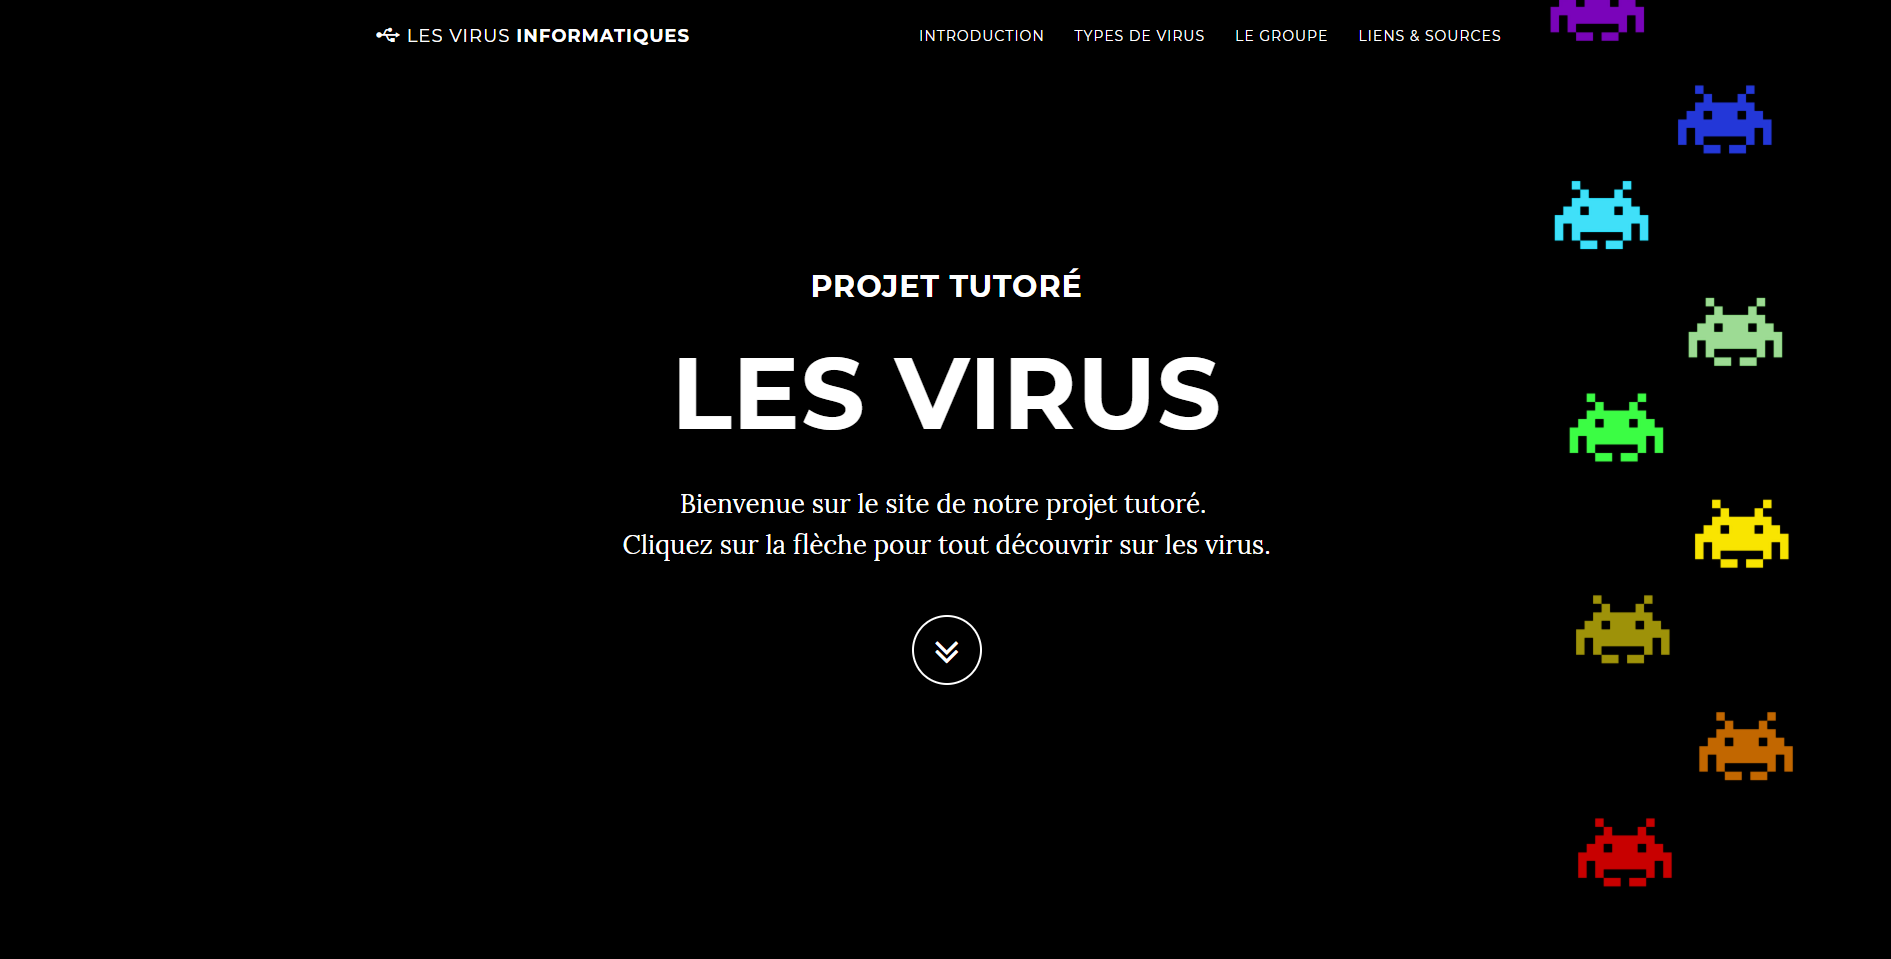 LES VIRUS INFORMATIQUES
INTRODUCTION
TYPES DE VIRUS
LE GROUPE
LIENS & SOURCES
PROJET TUTORÉ
LES VIRUS
Bienvenue sur le site de notre projet tutoré.
Cliquez sur la flèche pour tout découvrir sur les virus.